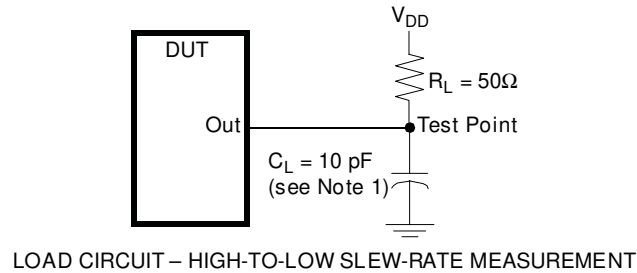 V_DD
DUT
R_L = 50Ω
Out
Test Point
C_L = 10 pF
(see Note 1)
LOAD CIRCUIT – HIGH-TO-LOW SLEW-RATE MEASUREMENT